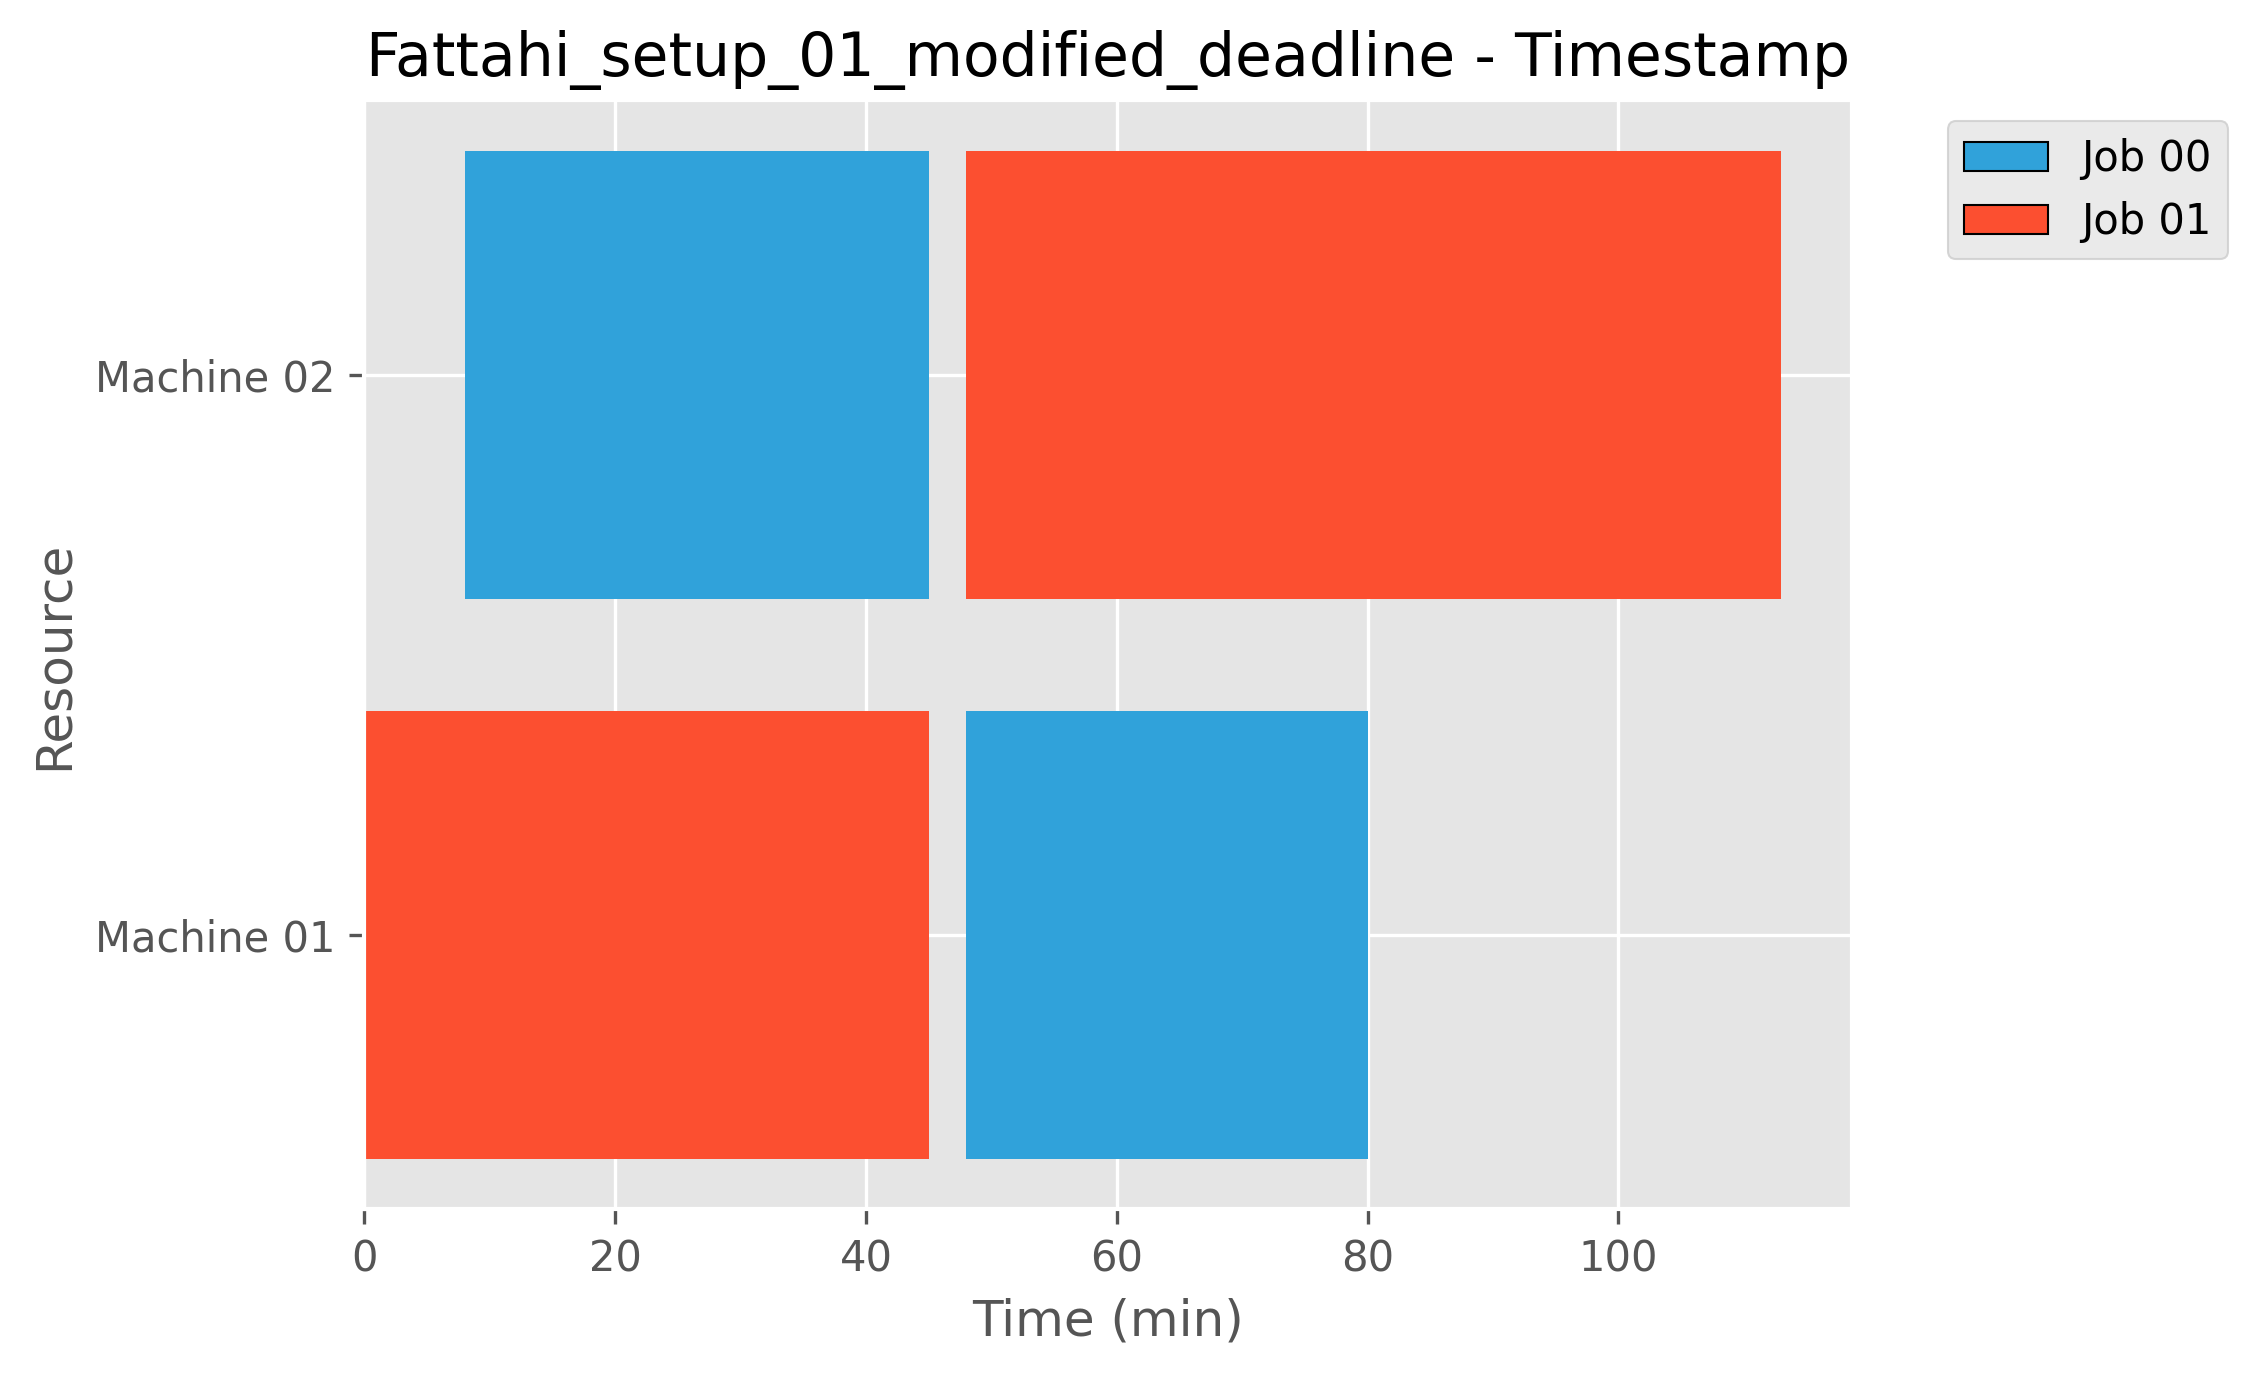 Fattahi_setup_01_modified_deadline - Timestamp
Job 00
Job 01
Machine 02
Machine 01
Resource
0 20 40 60 80 100
Time (min)